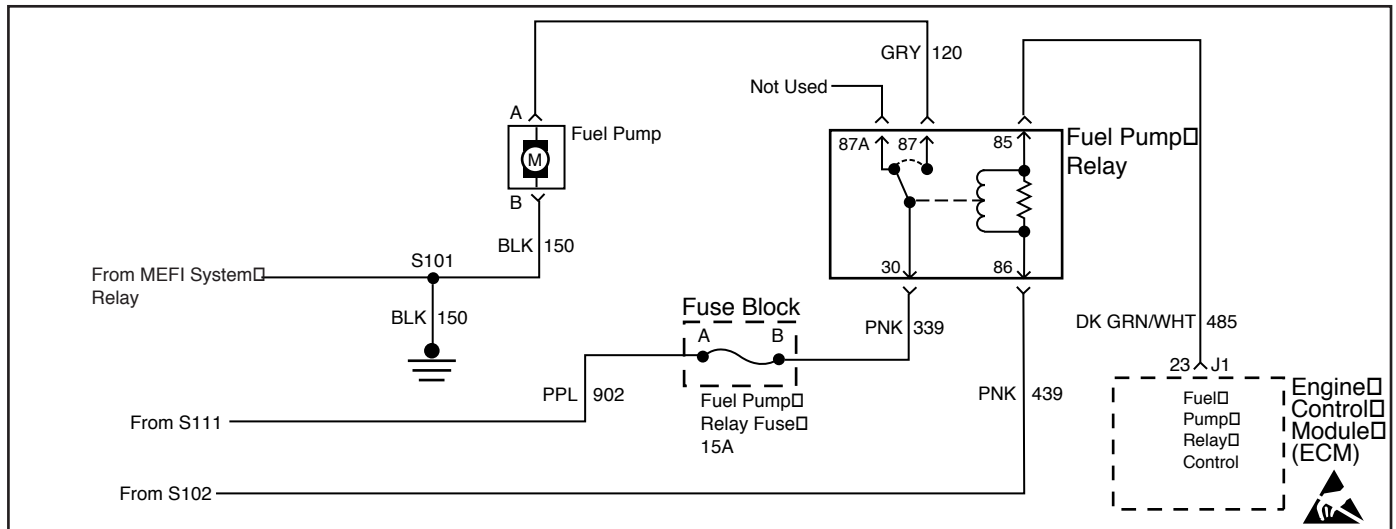 GRY 120
Not Used
A
Fuel Pump
M
B
87A 87 85
Fuel Pump
Relay
BLK 150
S101
From MEFI System
Relay
30 86
BLK 150
Fuse Block
A B
PNK 339
DK GRN/WHT 485
23 J1
PPL 902
Fuel Pump
Relay Fuse
15A
PNK 439
Fuel
Pump
Relay
Control
Engine
Control
Module
(ECM)
From S111
From S102